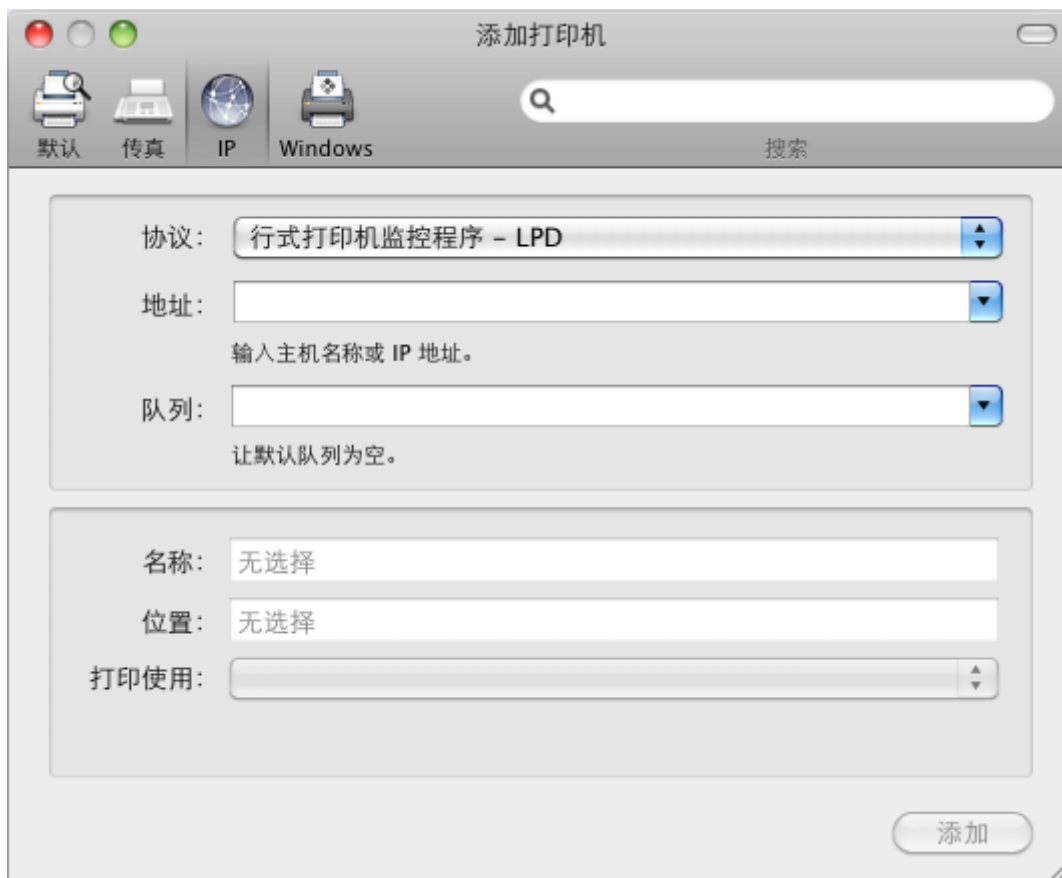 添加打印机
默认 传真 IP Windows 搜索
协议: 行式打印机监控程序 – LPD
地址:
输入主机名称或 IP 地址。
队列:
让默认队列为空。
名称: 无选择
位置: 无选择
打印使用:
添加